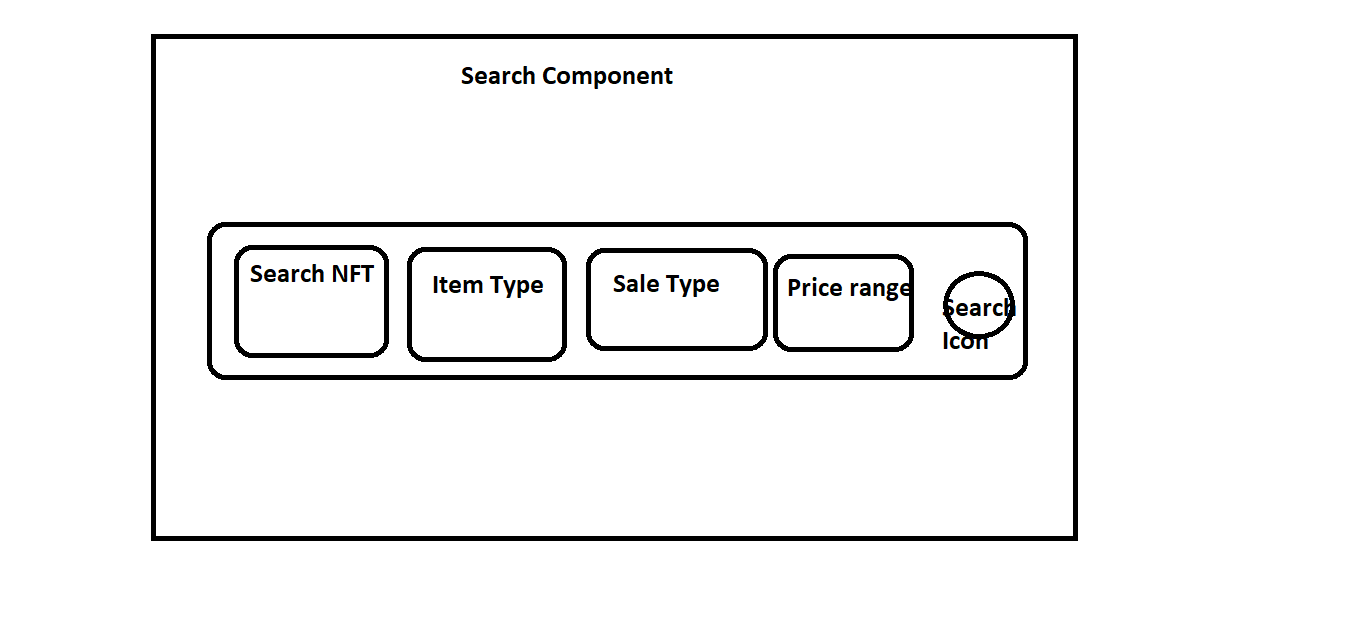 Search Component
Search NFT
Item Type
Sale Type
Price range
Search
Icon